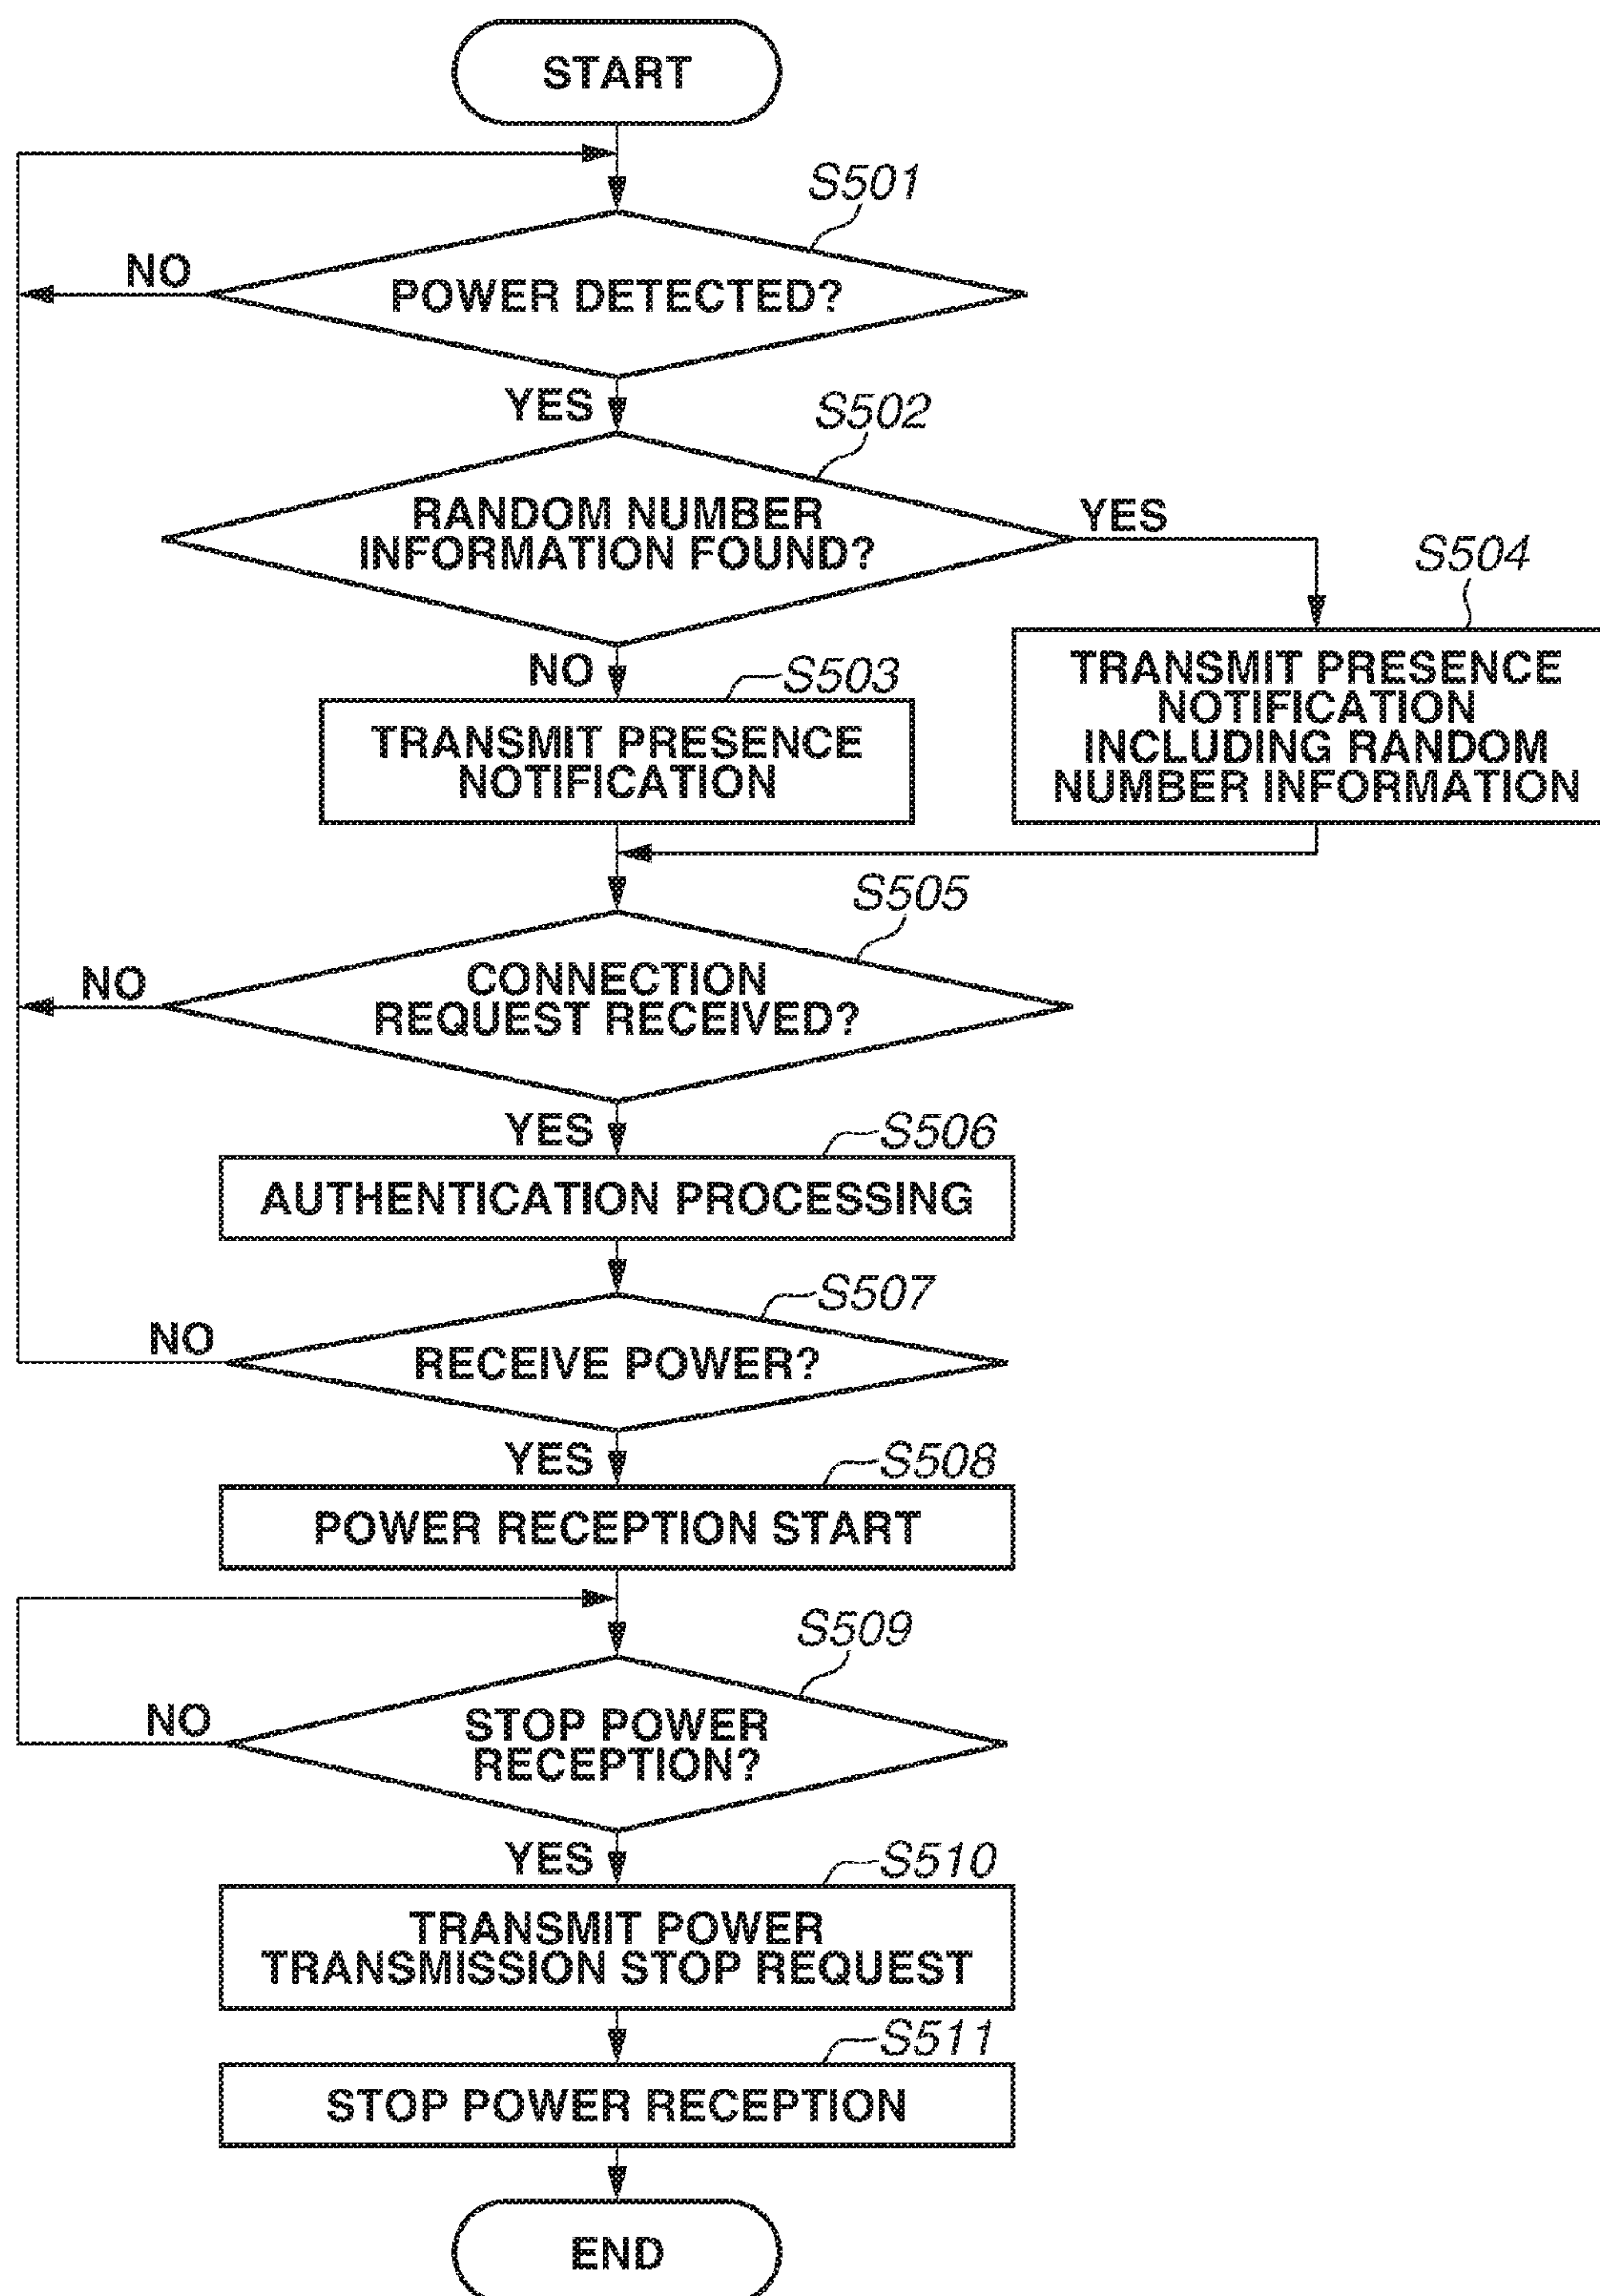 START
S501
NO
POWER DETECTED?
YES
S502
RANDOM NUMBER
INFORMATION FOUND?
YES
S504
NO
S503
TRANSMIT PRESENCE
NOTIFICATION
TRANSMIT PRESENCE
NOTIFICATION
INCLUDING RANDOM
NUMBER INFORMATION
S505
NO
CONNECTION
REQUEST RECEIVED?
YES
S506
AUTHENTICATION PROCESSING
S507
NO
RECEIVE POWER?
YES
S508
POWER RECEPTION START
S509
NO
STOP POWER
RECEPTION?
YES
S510
TRANSMIT POWER
TRANSMISSION STOP REQUEST
S511
STOP POWER RECEPTION
END